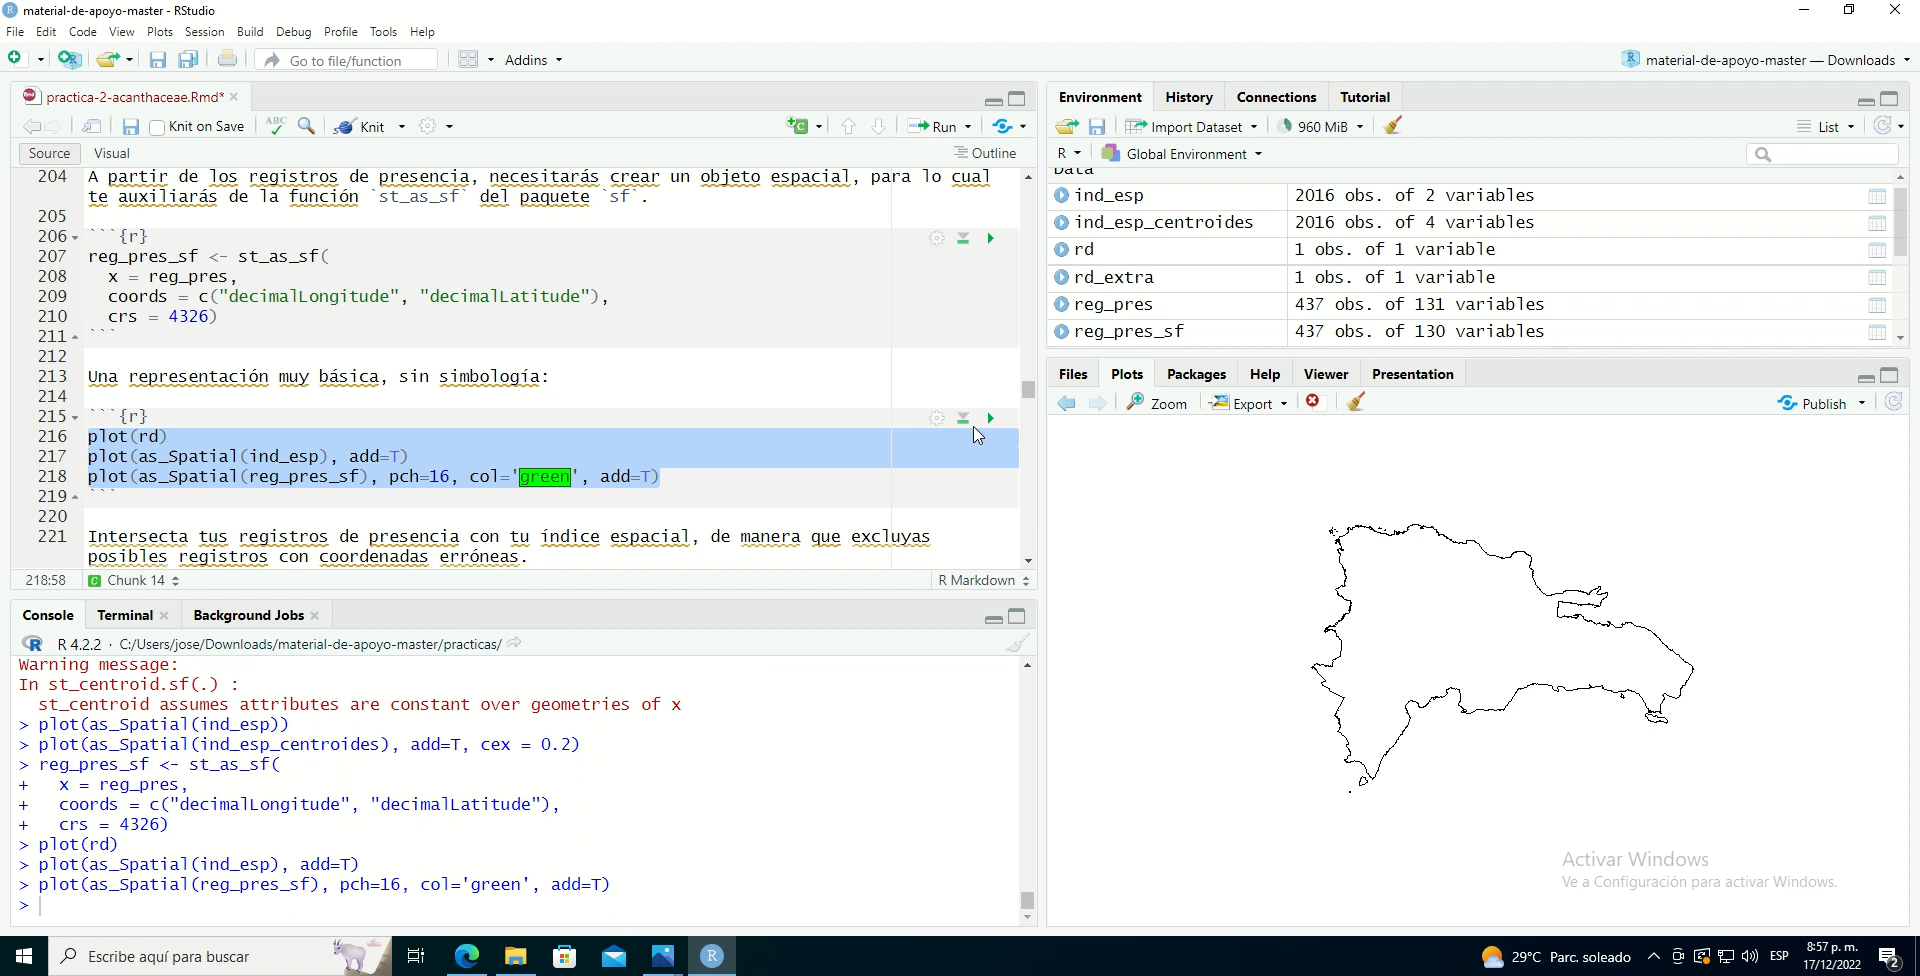 material-de-apoyo-master - RStudio
File Edit Code View Plots Session Build Debug Profile Tools Help
Go to file/function Addins material-de-apoyo-master — Downloads
practica-2-acanthaceae.Rmd*
Knit on Save Knit Run
Source Visual Outline
204 A partir de los registros de presencia, necesitarás crear un objeto espacial, para lo cual
te auxiliarás de la función `st_as_sf` del paquete `sf`.
205
206 ```{r}
207 reg_pres_sf <- st_as_sf(
208 x = reg_pres,
209 coords = c("decimalLongitude", "decimalLatitude"),
210 crs = 4326)
211 ```
212
213 Una representación muy básica, sin simbología:
214
215 ```{r}
216 plot(rd)
217 plot(as_Spatial(ind_esp), add=T)
218 plot(as_Spatial(reg_pres_sf), pch=16, col='green', add=T)
219 ```
220
221 Intersecta tus registros de presencia con tu índice espacial, de manera que excluyas
posibles registros con coordenadas erróneas.
218:58 Chunk 14 R Markdown
Console Terminal Background Jobs
R 4.2.2 · C:/Users/jose/Downloads/material-de-apoyo-master/practicas/
Warning message:
In st_centroid.sf(.) :
st_centroid assumes attributes are constant over geometries of x
> plot(as_Spatial(ind_esp))
> plot(as_Spatial(ind_esp_centroides), add=T, cex = 0.2)
> reg_pres_sf <- st_as_sf(
+ x = reg_pres,
+ coords = c("decimalLongitude", "decimalLatitude"),
+ crs = 4326)
> plot(rd)
> plot(as_Spatial(ind_esp), add=T)
> plot(as_Spatial(reg_pres_sf), pch=16, col='green', add=T)
>
Environment History Connections Tutorial
Import Dataset 960 MiB List
R Global Environment
Data
ind_esp 2016 obs. of 2 variables
ind_esp_centroides 2016 obs. of 4 variables
rd 1 obs. of 1 variable
rd_extra 1 obs. of 1 variable
reg_pres 437 obs. of 131 variables
reg_pres_sf 437 obs. of 130 variables
Files Plots Packages Help Viewer Presentation
Zoom Export Publish
Activar Windows
Ve a Configuración para activar Windows.
Escribe aquí para buscar
29°C Parc. soleado ESP
8:57 p. m.
17/12/2022
2